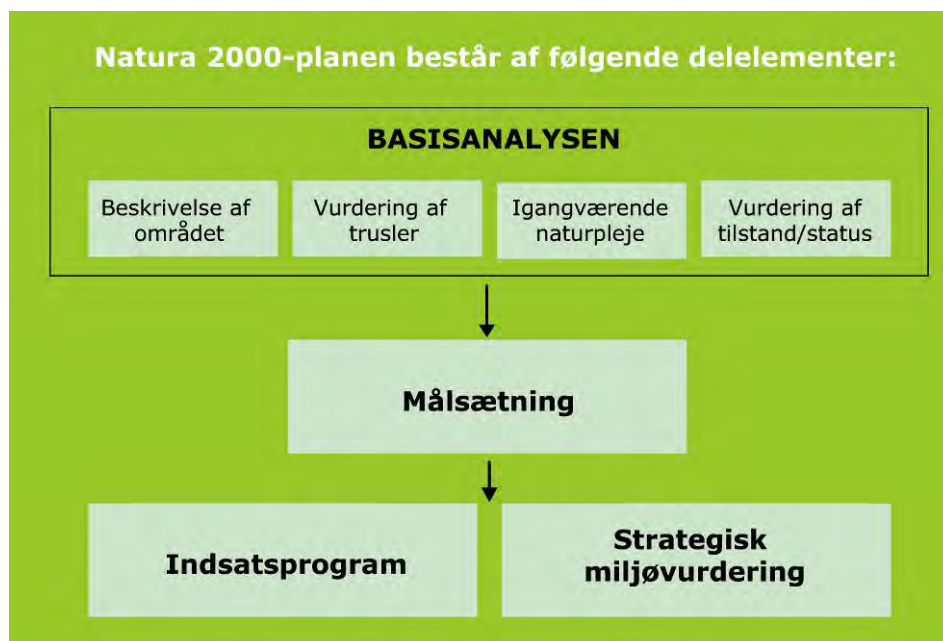 Natura 2000-planen består af følgende delelementer:
BASISANALYSEN
Beskrivelse af
området
Vurdering af
trusler
Igangværende
naturpleje
Vurdering af
tilstand/status
Målsætning
Indsatsprogram
Strategisk
miljøvurdering